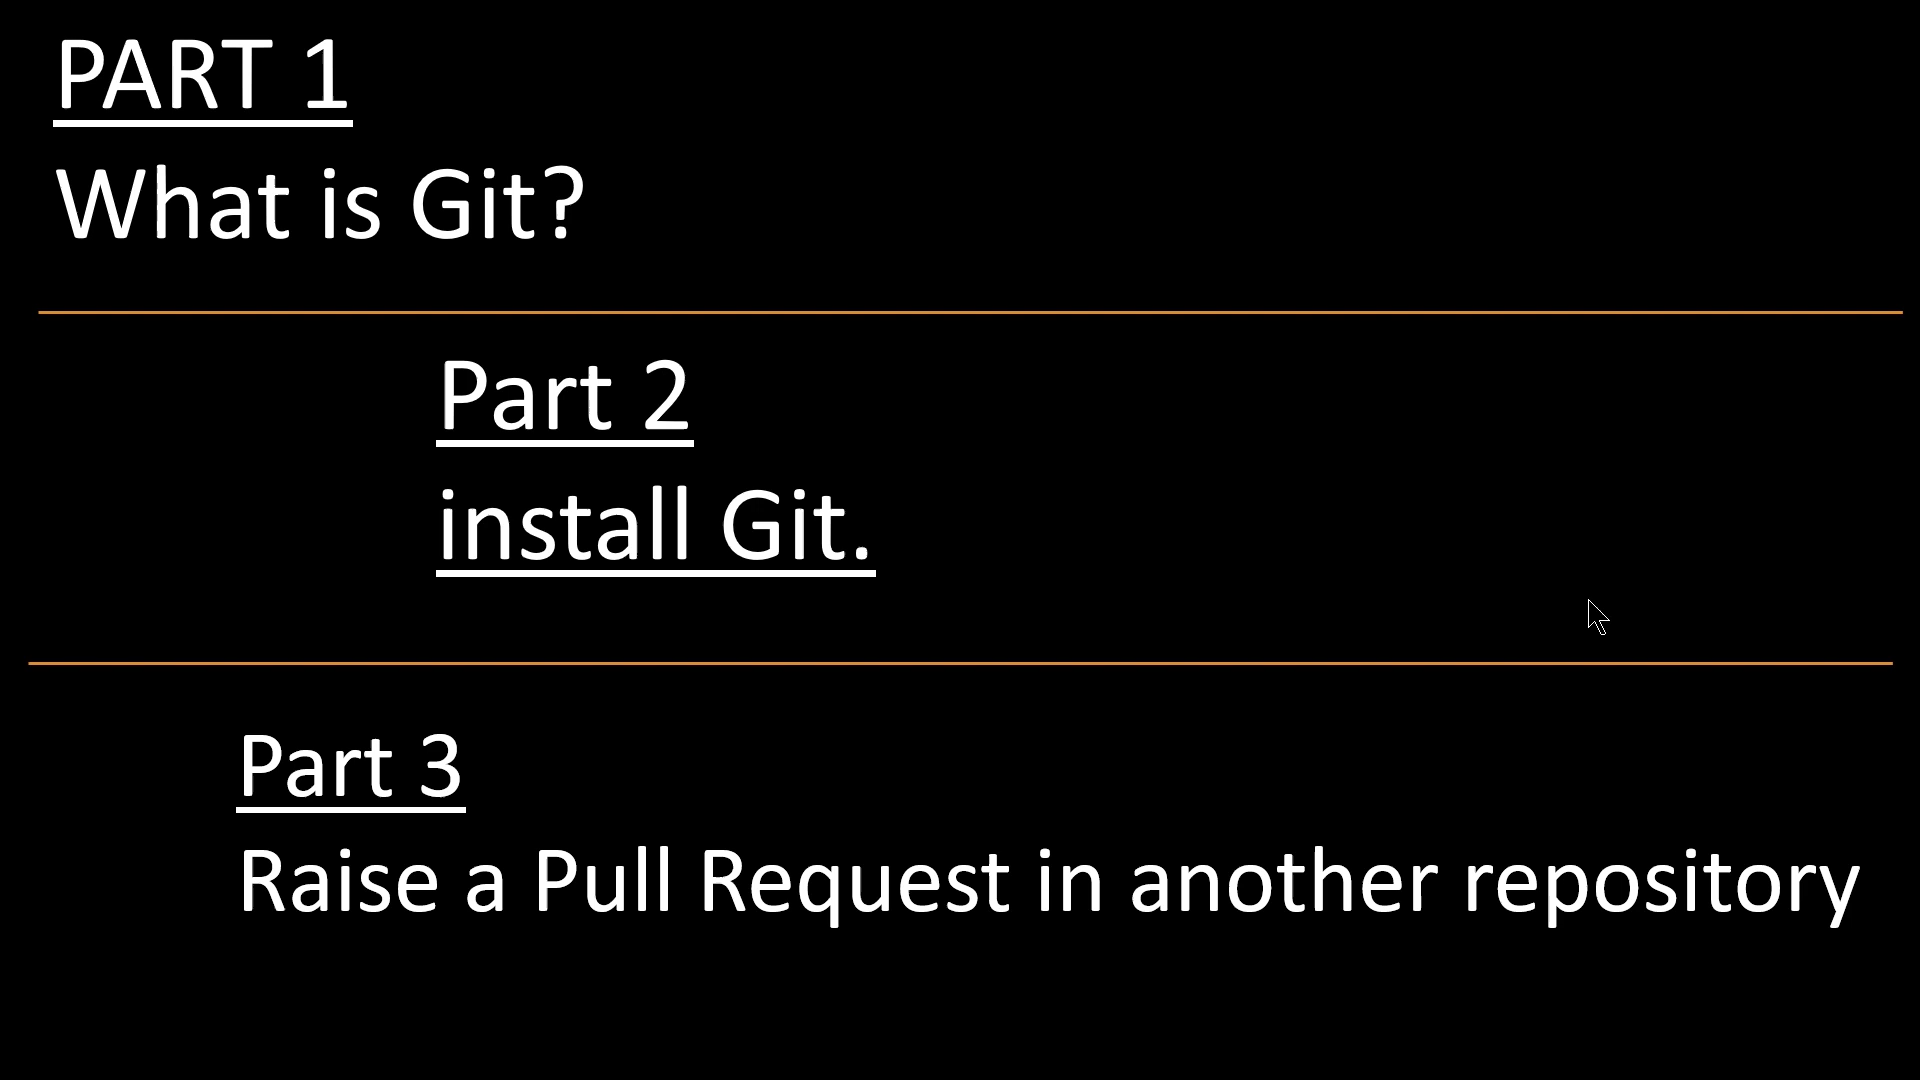 PART 1
What is Git?
Part 2
install Git.
Part 3
Raise a Pull Request in another repository